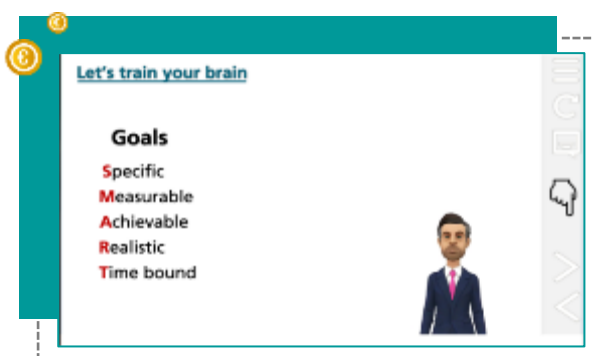 Let's train your brain
Goals
Specific
Measurable
Achievable
Realistic
Time bound